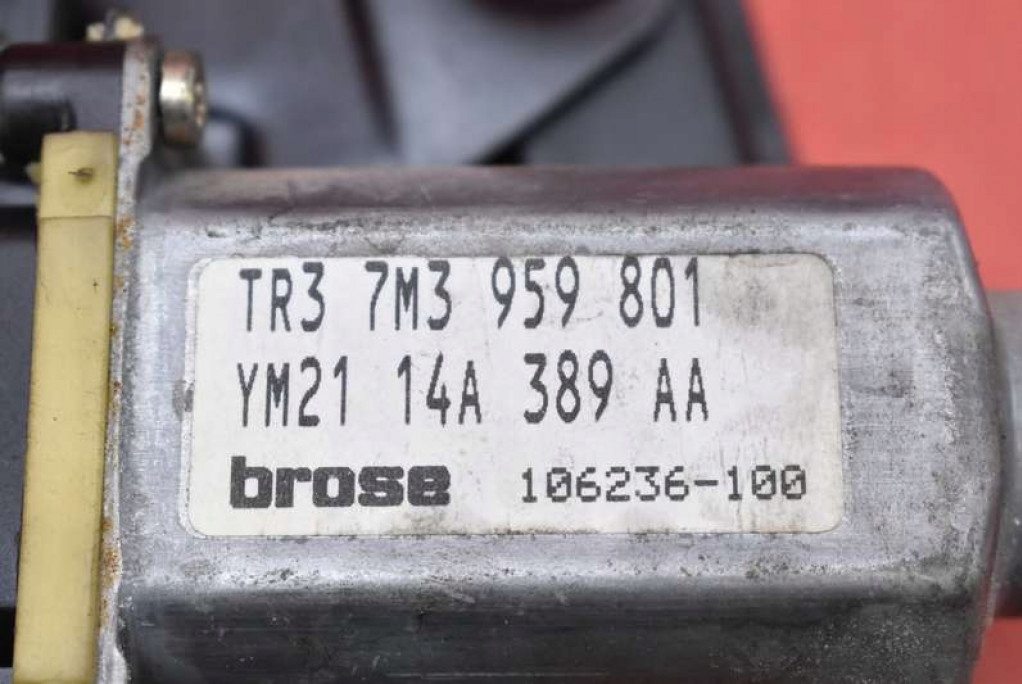 TR3 7M3 959 801
YM21 14A 389 AA
brose 106236-100